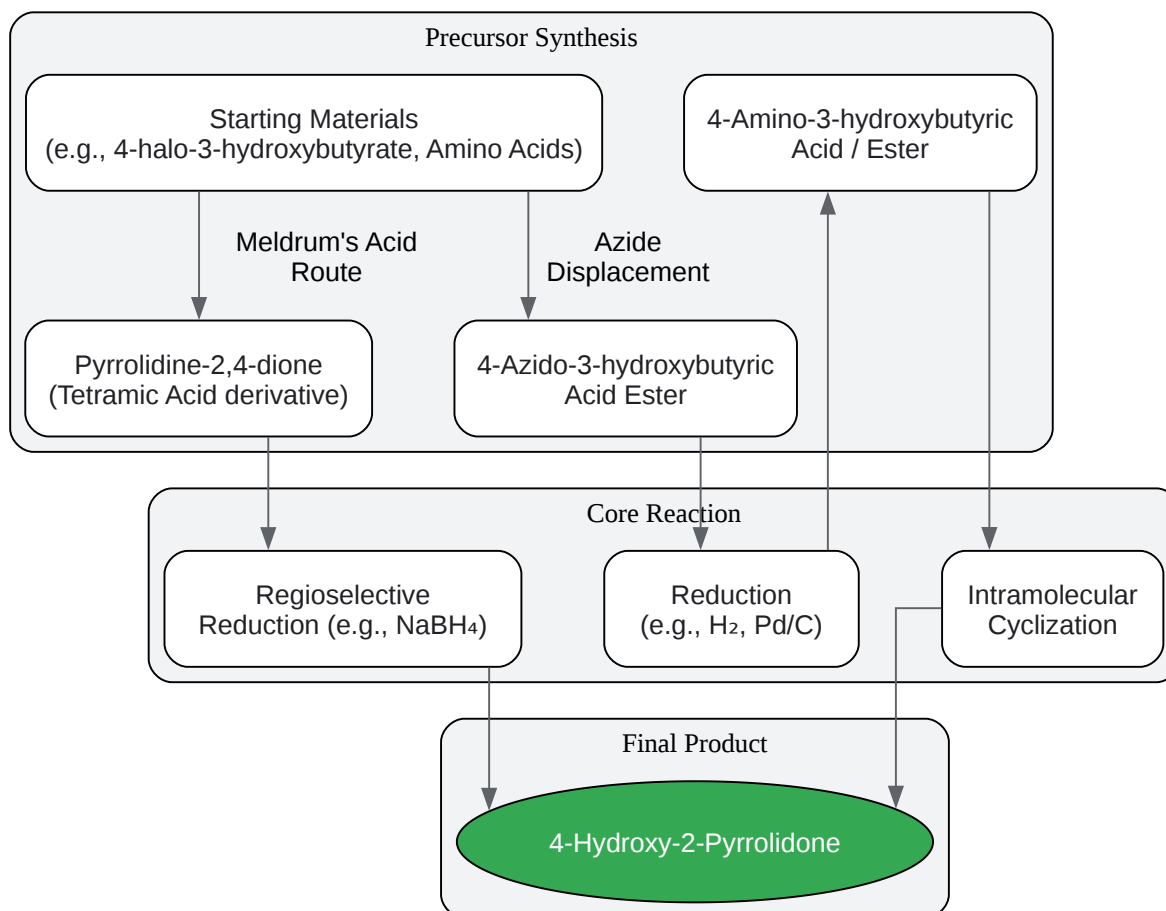 Precursor Synthesis
Starting Materials
(e.g., 4-halo-3-hydroxybutyrate, Amino Acids)
4-Amino-3-hydroxybutyric
Acid / Ester
Meldrum's Acid
Route
Azide
Displacement
Pyrrolidine-2,4-dione
(Tetramic Acid derivative)
4-Azido-3-hydroxybutyric
Acid Ester
Core Reaction
Regioselective
Reduction (e.g., NaBH₄)
Reduction
(e.g., H₂, Pd/C)
Intramolecular
Cyclization
Final Product
4-Hydroxy-2-Pyrrolidone